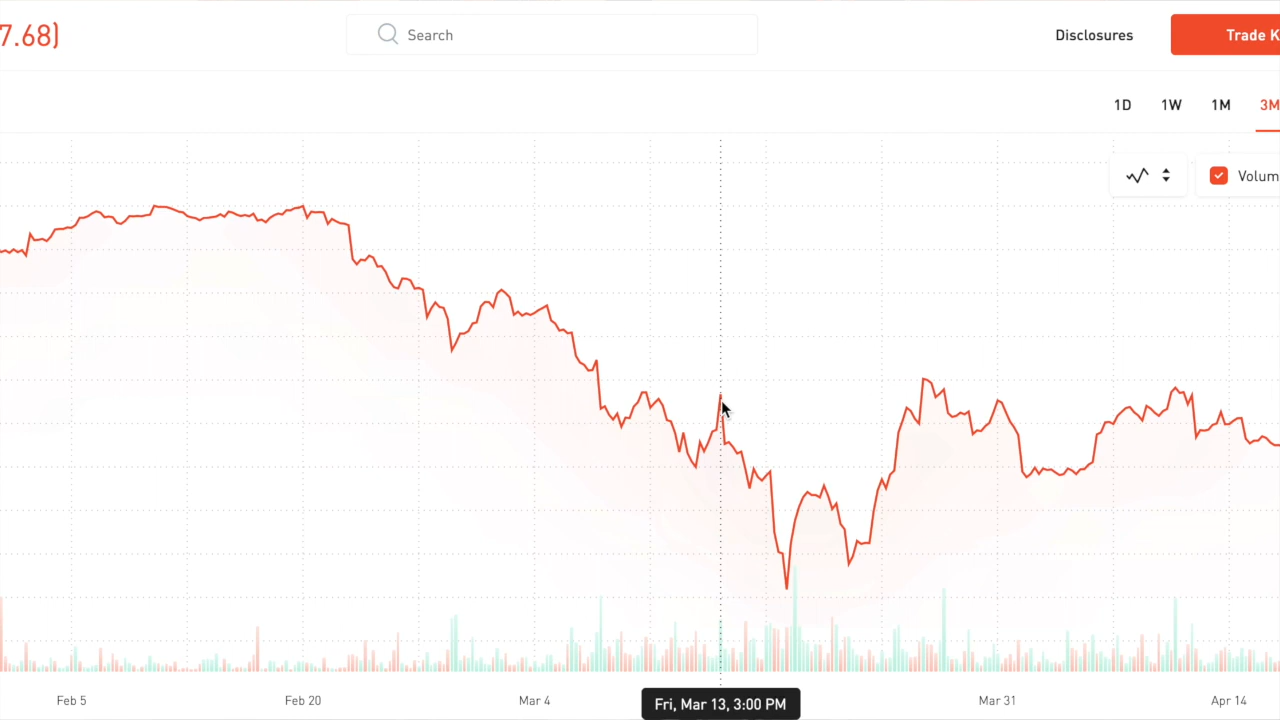 7.68)
Search
Disclosures
Trade K
1D 1W 1M 3M
Volum
Feb 5 Feb 20 Mar 4 Fri, Mar 13, 3:00 PM Mar 31 Apr 14